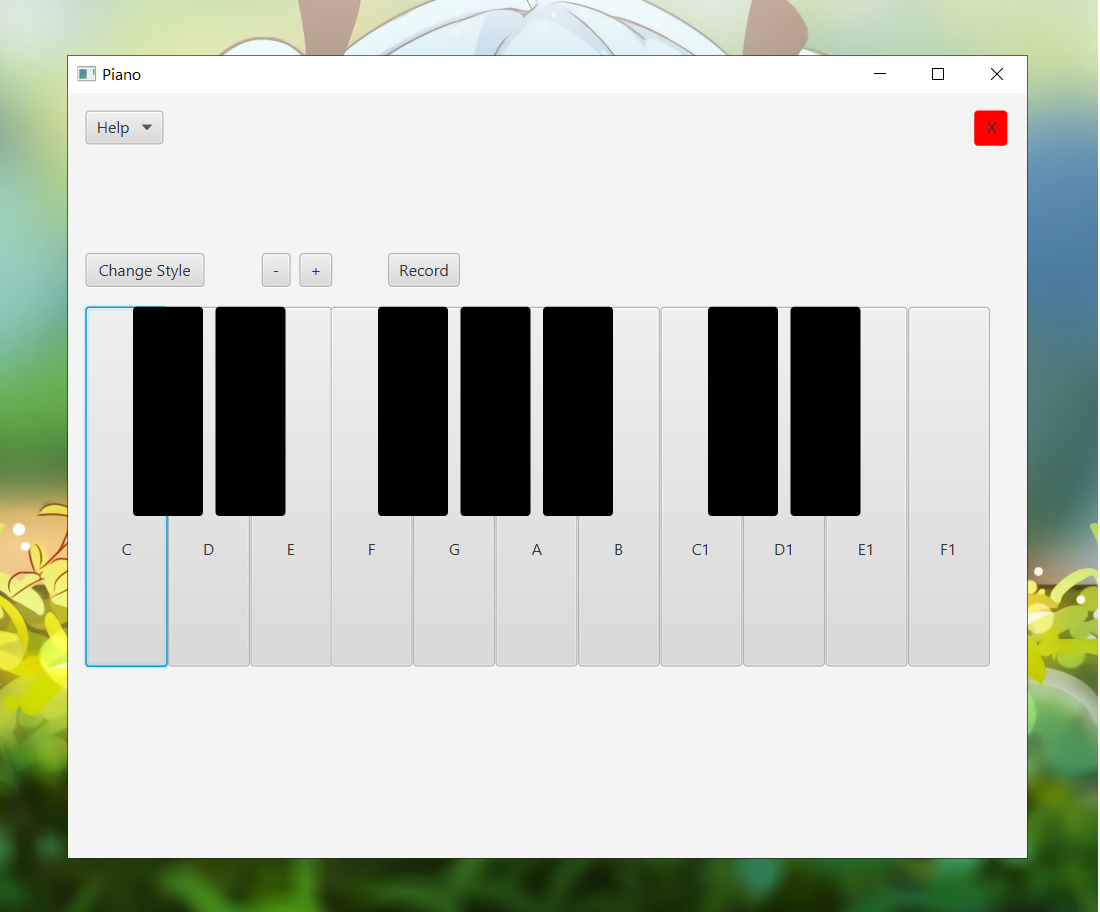 Piano
Help X
Change Style - + Record
C D E F G A B C1 D1 E1 F1